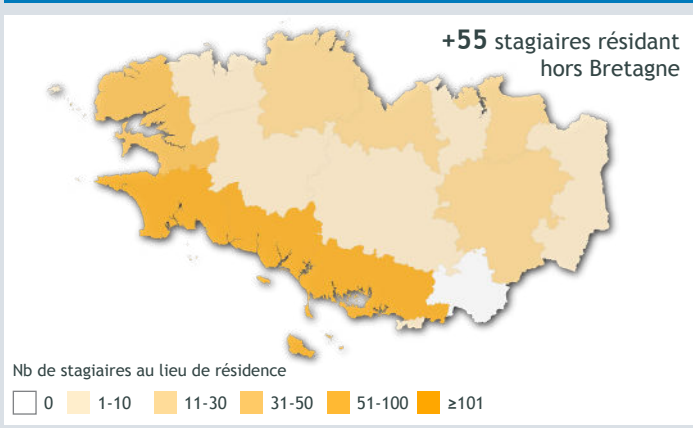 +55 stagiaires résidant
hors Bretagne
Nb de stagiaires au lieu de résidence
0 1-10 11-30 31-50 51-100 ≥101